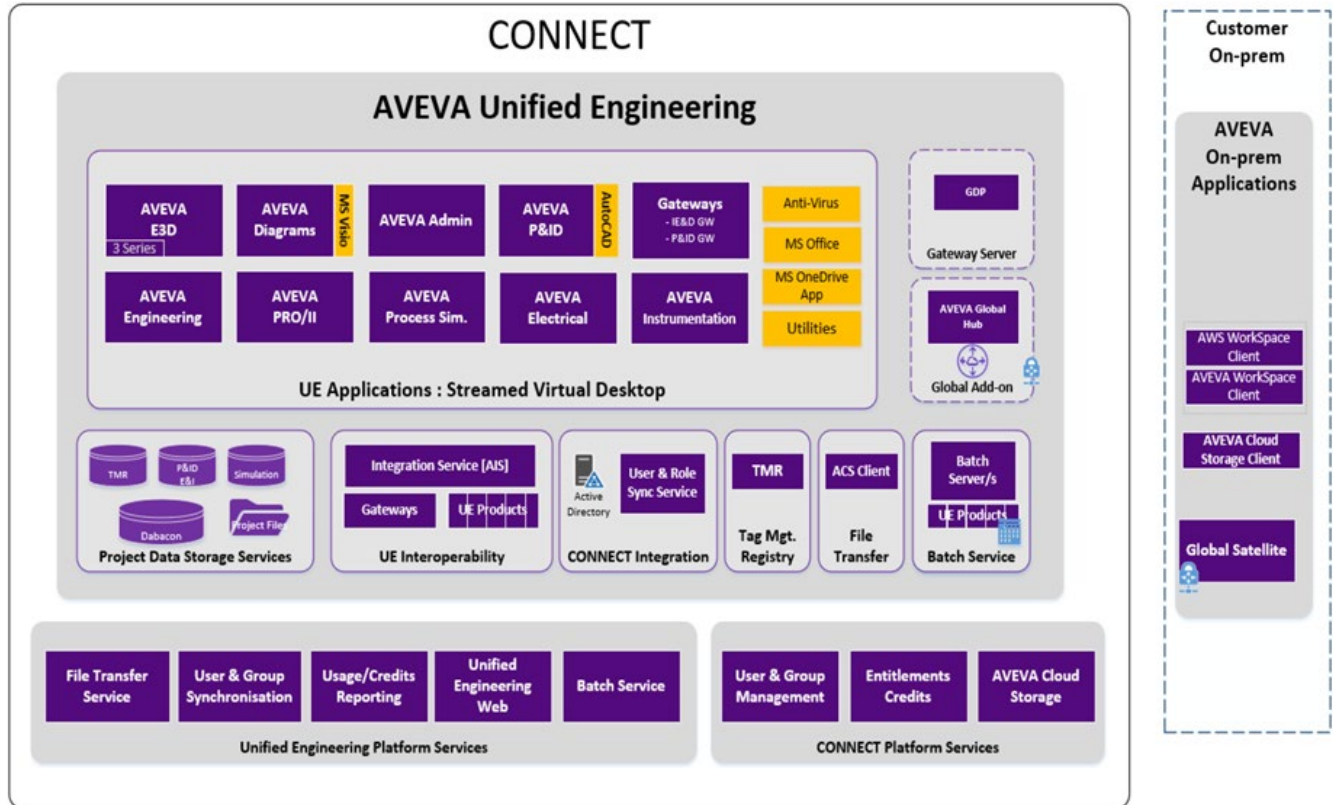 CONNECT
AVEVA Unified Engineering
AVEVA
E3D
3 Series
AVEVA
Diagrams
MS Visio
AVEVA Admin
AVEVA
P&ID
AutoCAD
Gateways
- IE&D GW
- P&ID GW
AVEVA
Engineering
AVEVA
PRO/II
AVEVA
Process Sim.
AVEVA
Electrical
AVEVA
Instrumentation
Anti-Virus
MS Office
MS OneDrive
App
Utilities
UE Applications : Streamed Virtual Desktop
GDP
Gateway Server
AVEVA Global
Hub
Global Add-on
TMR
P&ID
E&I
Simulation
Dabacon
Project Files
Project Data Storage Services
Integration Service [AIS]
Gateways
UE Products
UE Interoperability
Active
Directory
User & Role
Sync Service
CONNECT Integration
TMR
Tag Mgt.
Registry
ACS Client
File
Transfer
Batch
Server/s
UE Products
Batch Service
File Transfer
Service
User & Group
Synchronisation
Usage/Credits
Reporting
Unified
Engineering
Web
Batch Service
Unified Engineering Platform Services
User & Group
Management
Entitlements
Credits
AVEVA Cloud
Storage
CONNECT Platform Services
Customer
On-prem
AVEVA
On-prem
Applications
AWS WorkSpace
Client
AVEVA WorkSpace
Client
AVEVA Cloud
Storage Client
Global Satellite